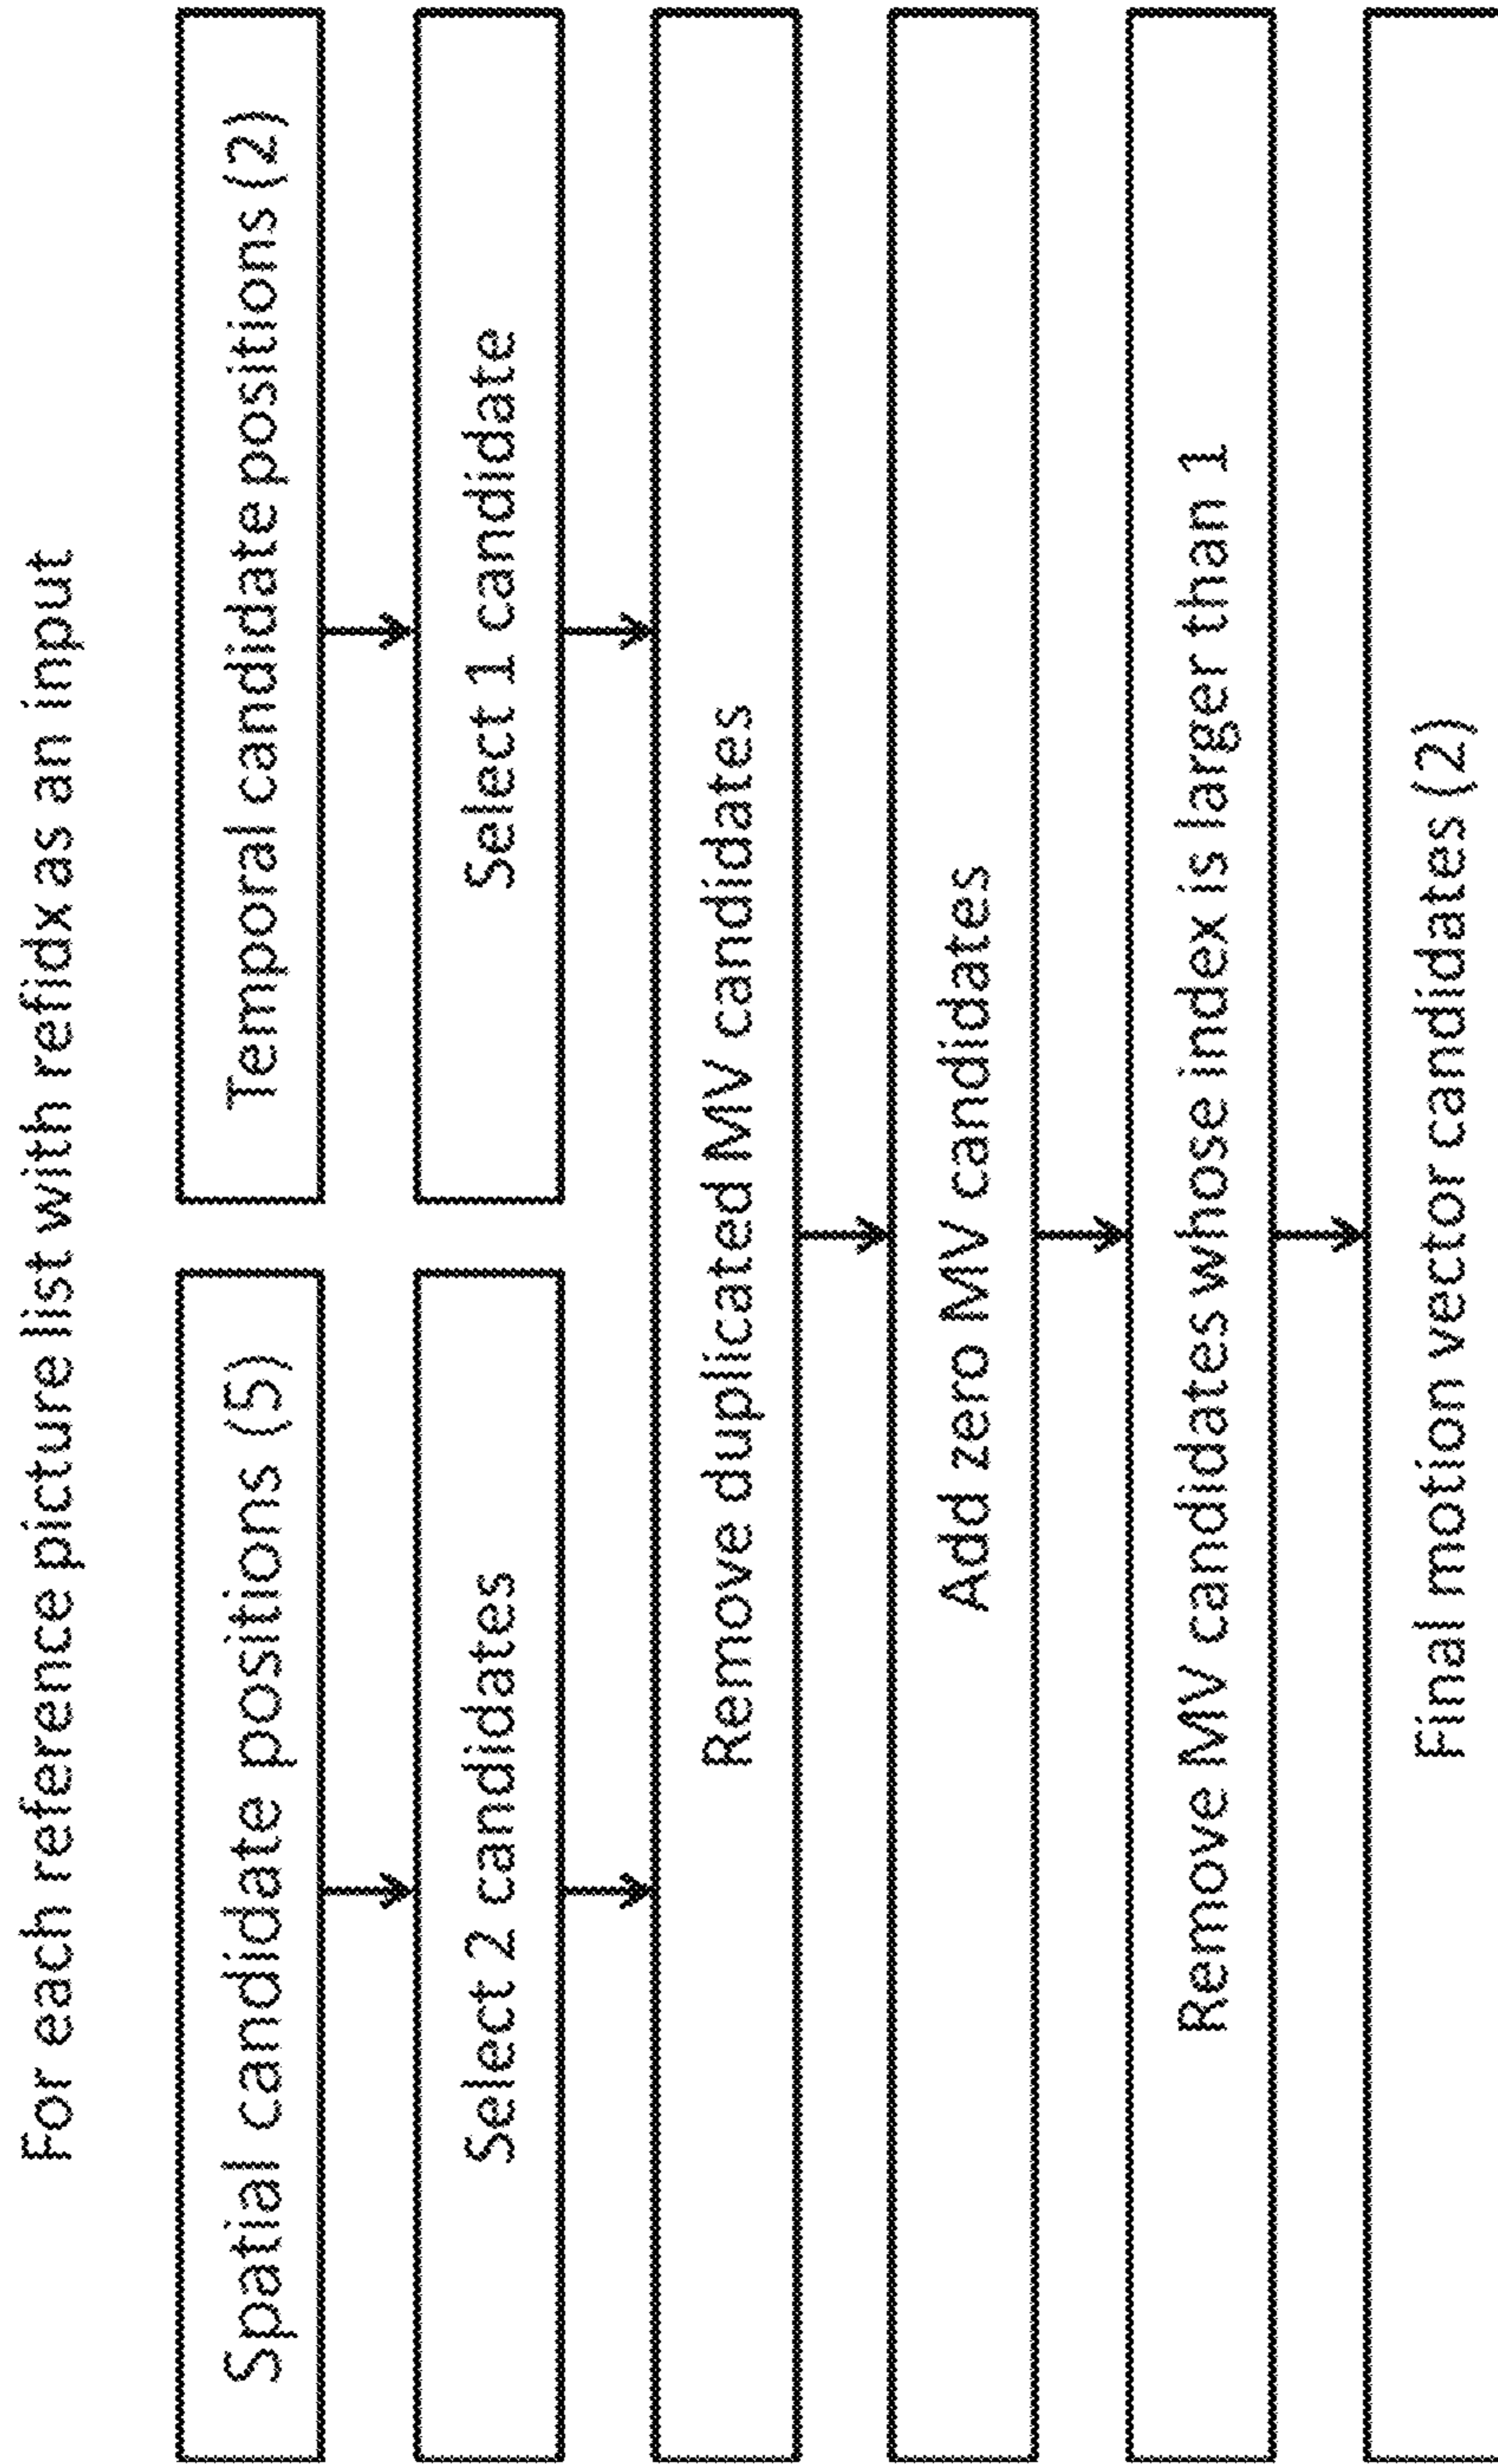 For each reference picture list with refidx as an input
Spatial candidate positions (5)
Temporal candidate positions (2)
Select 2 candidates
Select 1 candidate
Remove duplicated MV candidates
Add zero MV candidates
Remove MV candidates whose index is larger than 1
Final motion vector candidates (2)